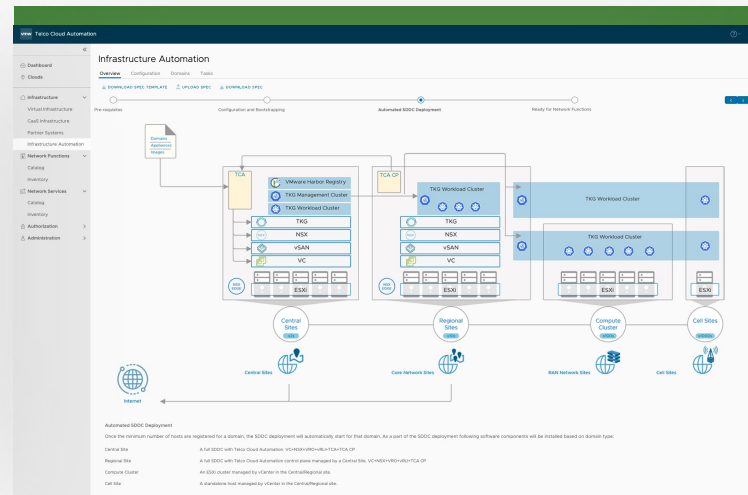 vmw Telco Cloud Automation
Dashboard
Clouds
Infrastructure
Virtual Infrastructure
CaaS Infrastructure
Partner Systems
Infrastructure Automation
Network Functions
Catalog
Inventory
Network Services
Catalog
Inventory
Authorization
Administration
Infrastructure Automation
Overview Configuration Domains Tasks
DOWNLOAD SPEC TEMPLATE UPLOAD SPEC DOWNLOAD SPEC
Pre-requisites Configuration and Bootstrapping Automated SDDC Deployment Ready for Network Functions
Domains
Appliances
Images
TCA
VMware Harbor Registry
TKG Management Cluster
TKG Workload Cluster
TKG
NSX
vSAN
VC
NSX EDGE
ESXi
TCA CP
TKG Workload Cluster
TKG
NSX
vSAN
VC
NSX EDGE
ESXi
TKG Workload Cluster
TKG Workload Cluster
ESXi
ESXi
Central Sites
Regional Sites
Compute Cluster
Cell Sites
Central Sites
Core Network Sites
RAN Network Sites
Cell Sites
Internet
Automated SDDC Deployment
Once the minimum number of hosts are registered for a domain, the SDDC deployment will automatically start for that domain. As a part of the SDDC deployment following software components will be installed based on domain type:
Central Site A full SDDC with Telco Cloud Automation. VC+NSX+VRO+vRLI+TCA+TCA CP
Regional Site A full SDDC with Telco Cloud Automation control plane managed by a Central Site. VC+NSX+VRO+vRLI+TCA CP
Compute Cluster An ESXi cluster managed by vCenter in the Central/Regional site.
Cell Site A standalone host managed by vCenter in the Central/Regional site.